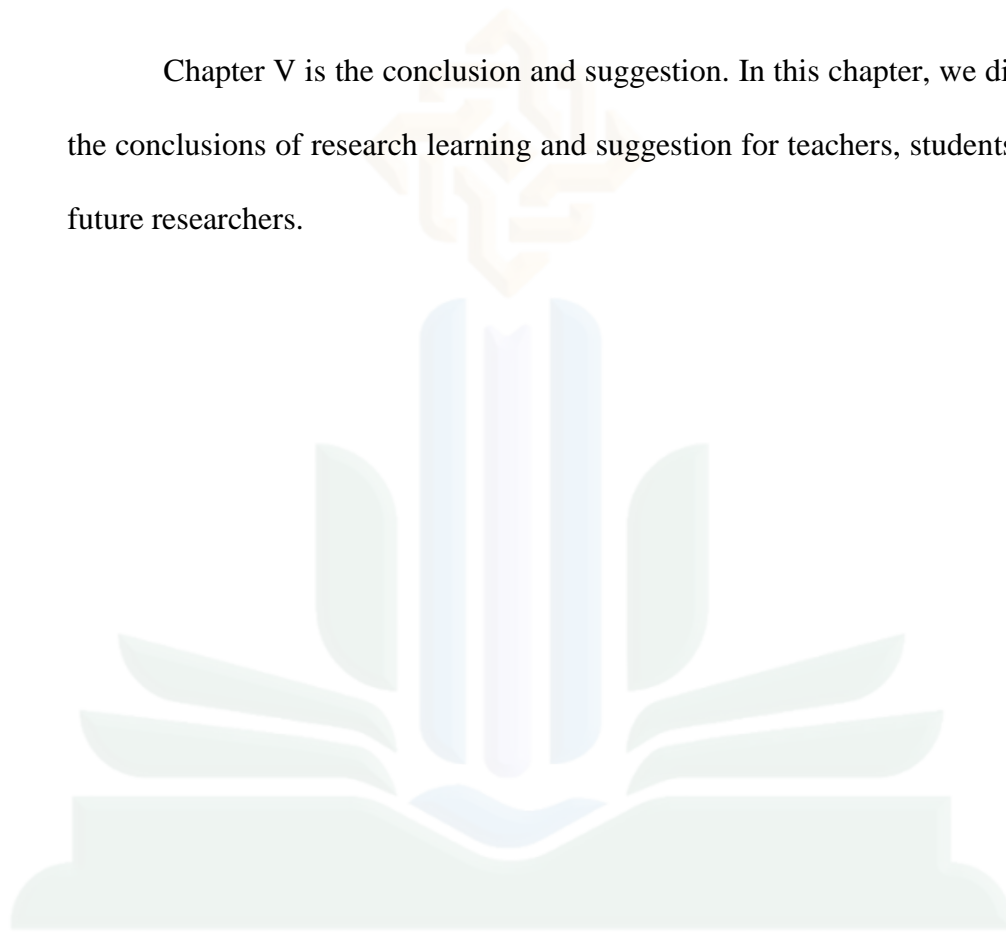 Chapter V is the conclusion and suggestion. In this chapter, we di
the conclusions of research learning and suggestion for teachers, students
future researchers.